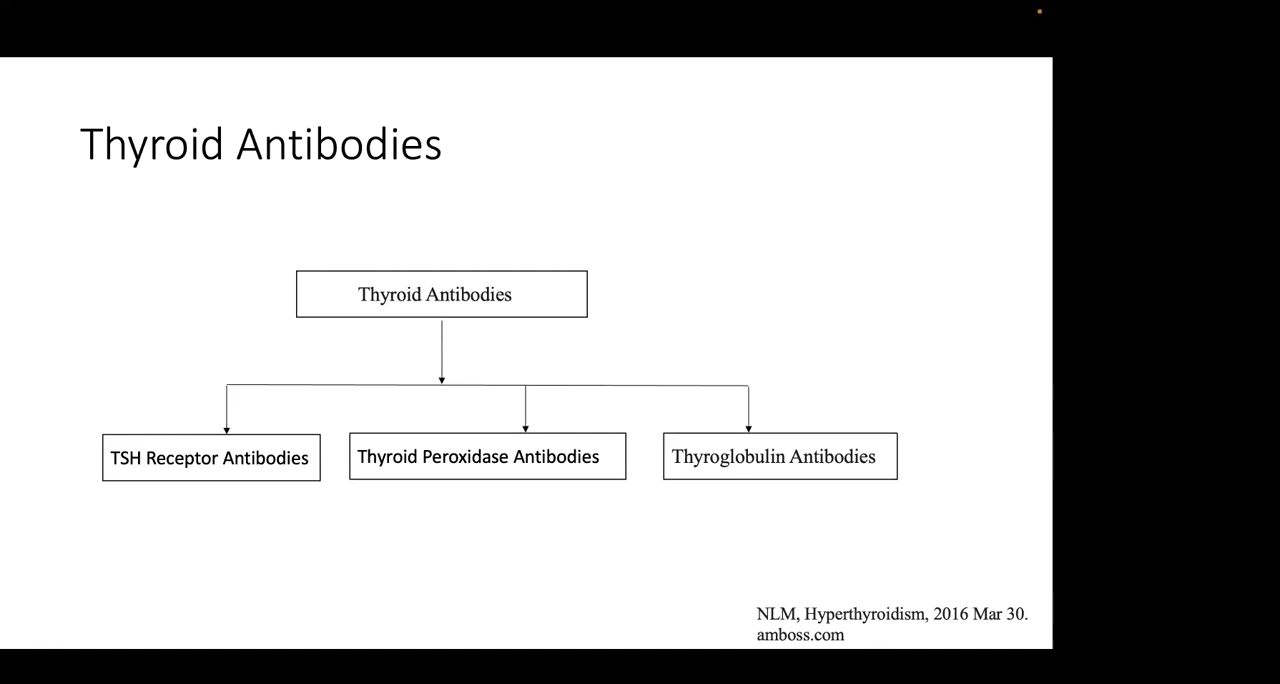 Thyroid Antibodies
Thyroid Antibodies
TSH Receptor Antibodies
Thyroid Peroxidase Antibodies
Thyroglobulin Antibodies
NLM, Hyperthyroidism, 2016 Mar 30.
amboss.com